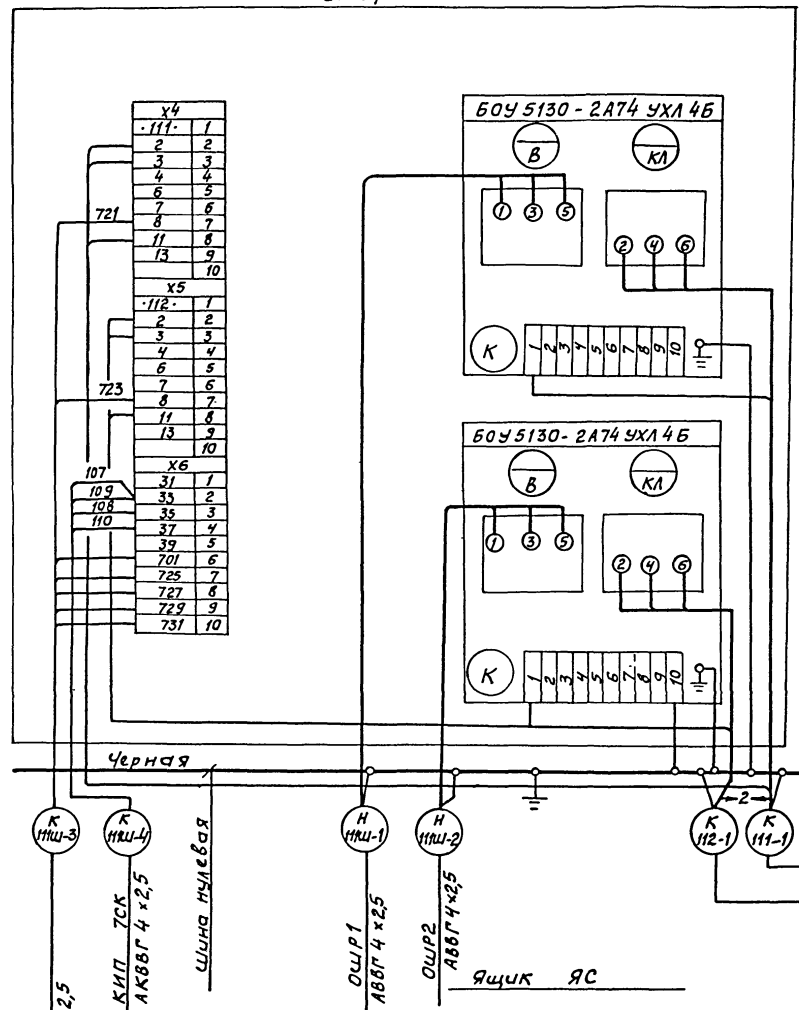 X4
·111· 1
2 2
3 3
4 4
6 5
7 6
721
8 7
11 8
13 9
10
X5
·112· 1
2 2
3 3
4 4
6 5
7 6
723
8 7
11 8
13 9
10
X6
107
31 1
109
33 2
108
35 3
110
37 4
39 5
701 6
725 7
727 8
729 9
731 10
БОУ 5130 - 2А74 УХЛ 4Б
В
КЛ
1 3 5
2 4 6
К
1 2 3 4 5 6 7 8 9 10
БОУ 5130 - 2А74 УХЛ 4Б
В
КЛ
1 3 5
2 4 6
К
1 2 3 4 5 6 7 8 9 10
Черная
2
К
111Ш-3
К
111Ш-4
Н
111Ш-1
Н
111Ш-2
К
112-1
К
111-1
2,5
КИП 7СК
АКВВГ 4×2,5
Шина нулевая
ОШР1
АВВГ 4×2,5
ОШР2
АВВГ 4×2,5
Ящик ЯС